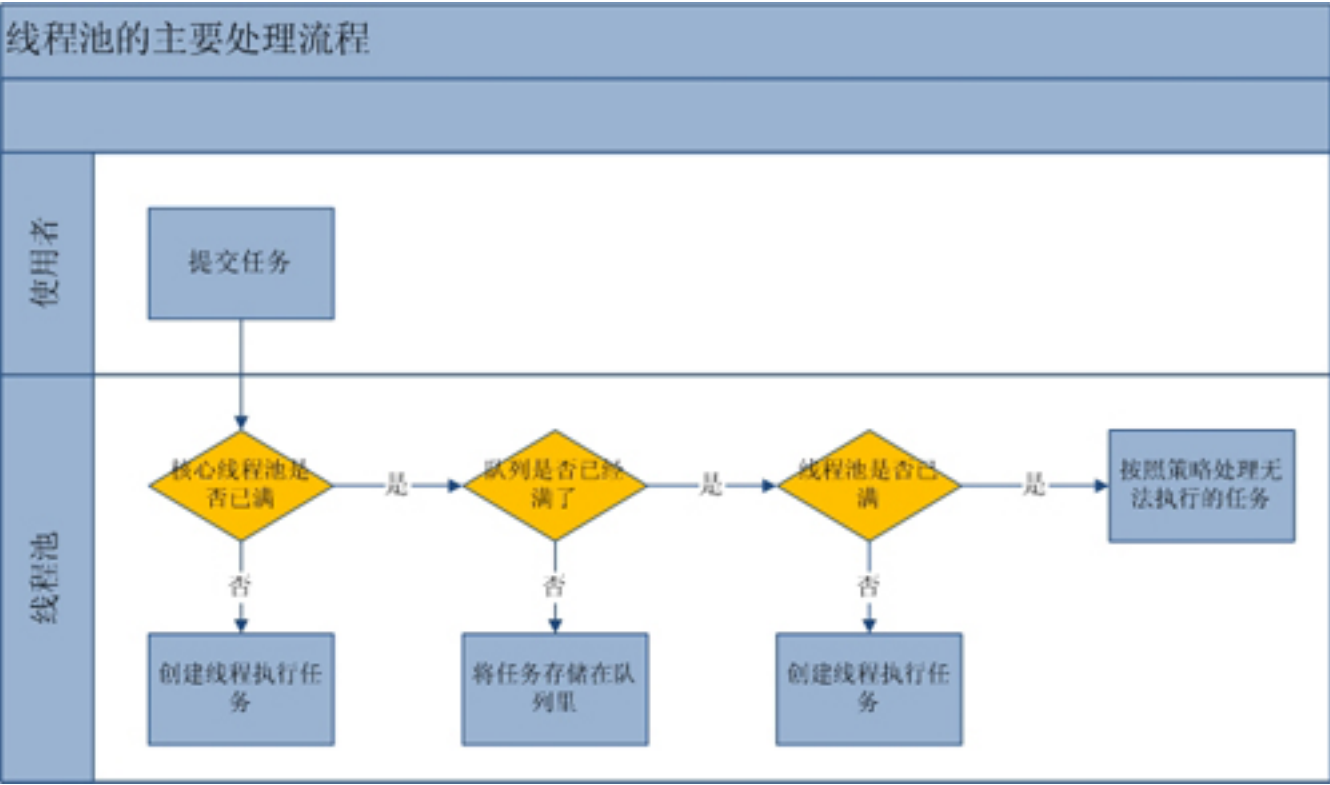 线程池的主要处理流程
使用者
提交任务
线程池
核心线程池是
否已满
是
队列是否已经
满了
是
线程池是否已
满
是
按照策略处理无
法执行的任务
否
否
否
创建线程执行任
务
将任务存储在队
列里
创建线程执行任
务